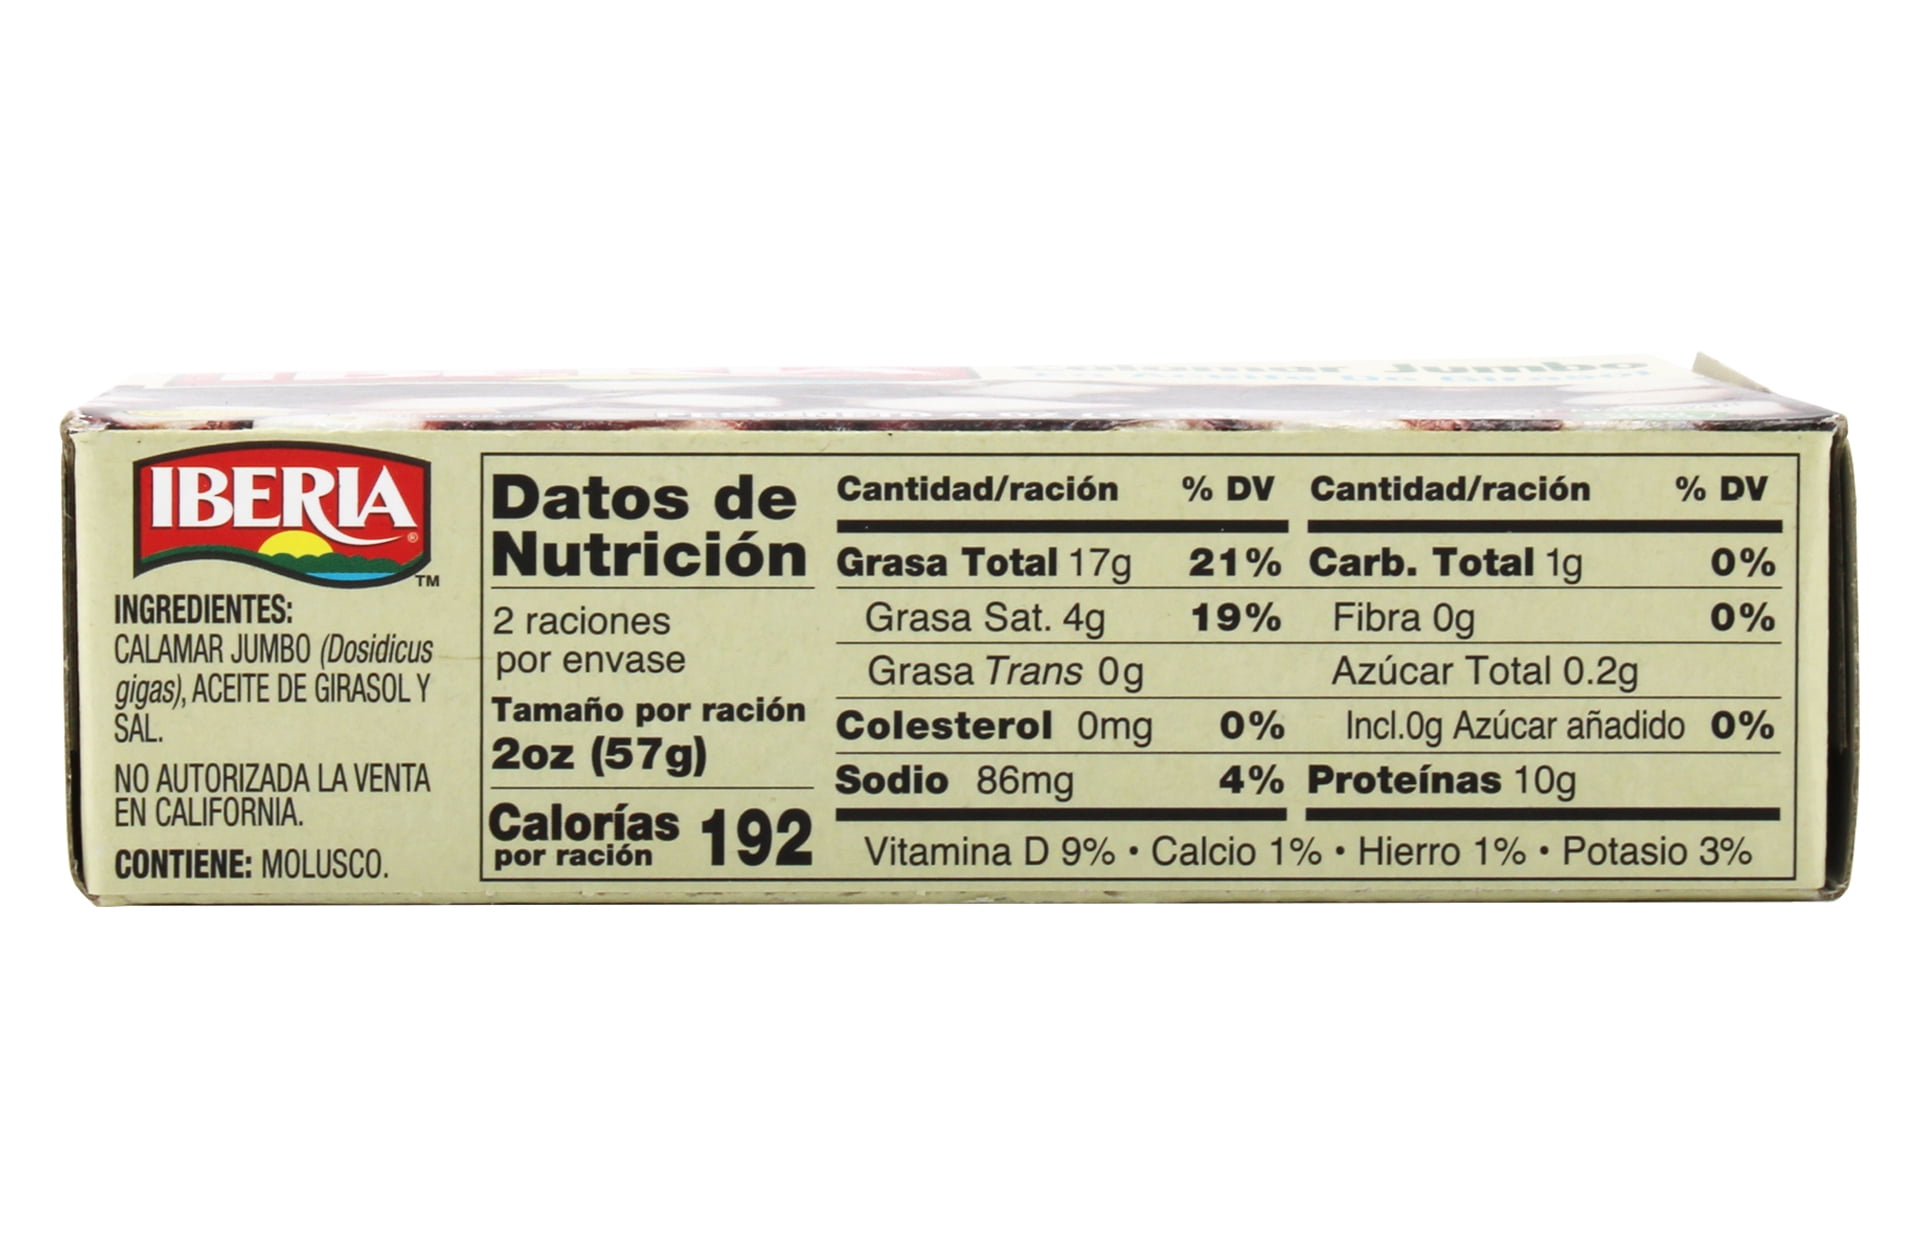 Calamar Jumbo
IBERIA
®
TM
INGREDIENTES:
CALAMAR JUMBO (Dosidicus
gigas), ACEITE DE GIRASOL Y
SAL.
NO AUTORIZADA LA VENTA
EN CALIFORNIA.
CONTIENE: MOLUSCO.
Datos de
Nutrición
2 raciones
por envase
Tamaño por ración
2oz (57g)
Calorías 192
por ración
Cantidad/ración % DV
Grasa Total 17g 21%
Grasa Sat. 4g 19%
Grasa Trans 0g
Colesterol 0mg 0%
Sodio 86mg 4%
Cantidad/ración % DV
Carb. Total 1g 0%
Fibra 0g 0%
Azúcar Total 0.2g
Incl.0g Azúcar añadido 0%
Proteínas 10g
Vitamina D 9% • Calcio 1% • Hierro 1% • Potasio 3%